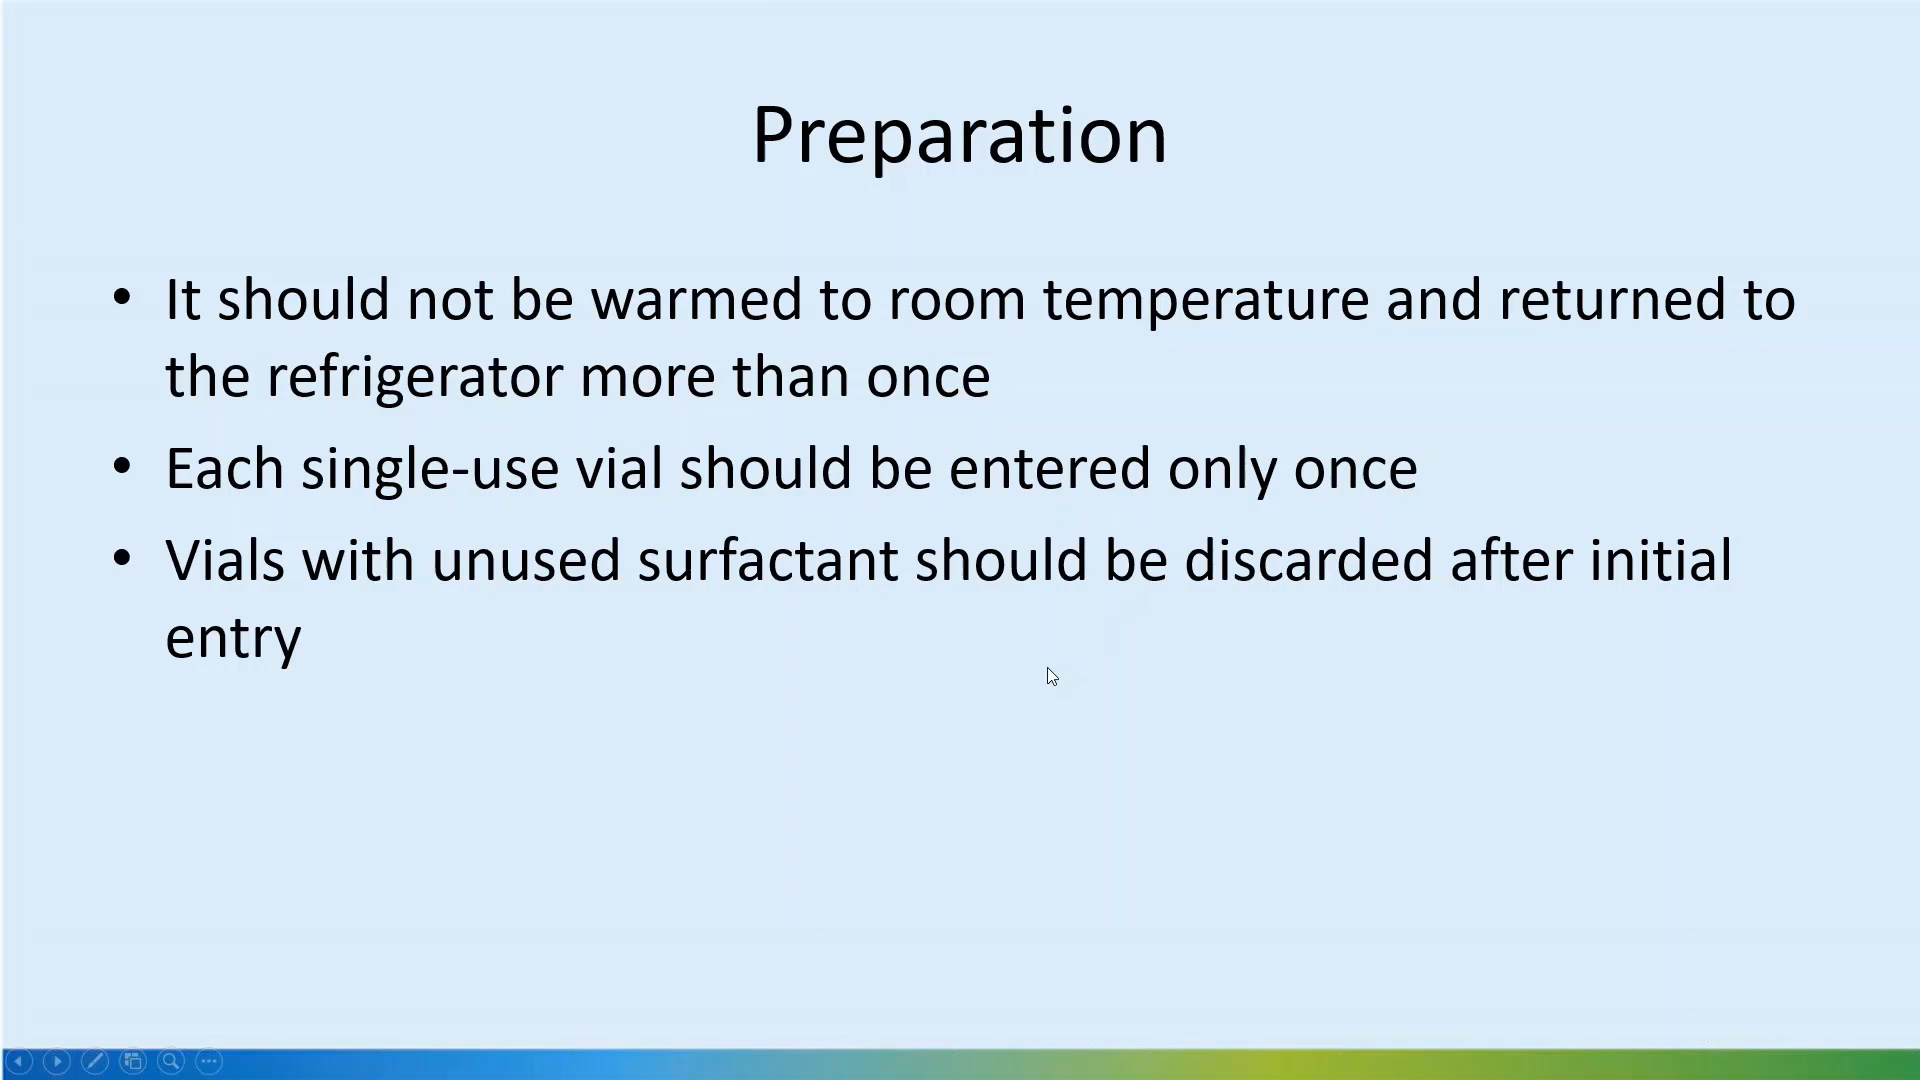 Preparation
• It should not be warmed to room temperature and returned to
the refrigerator more than once
• Each single-use vial should be entered only once
• Vials with unused surfactant should be discarded after initial
entry